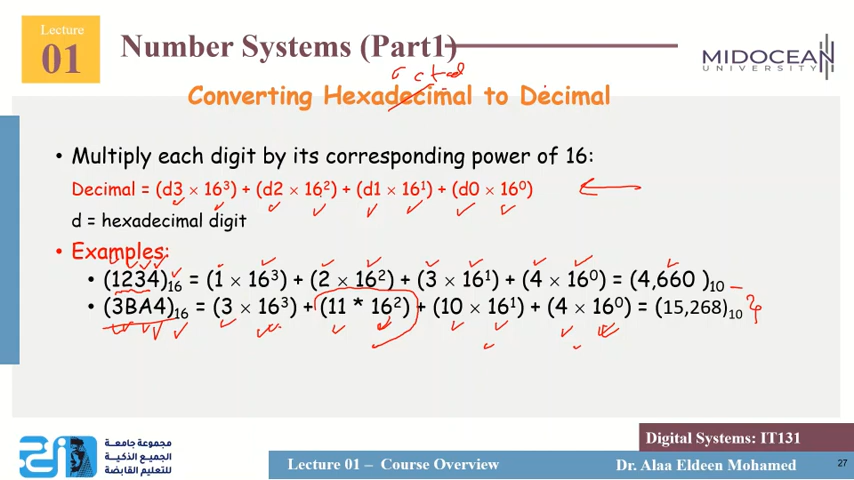 Lecture
01
Number Systems (Part1)
MIDOCEAN
UNIVERSITY
octad
Converting Hexadecimal to Decimal
• Multiply each digit by its corresponding power of 16:
Decimal = (d3 × 16³) + (d2 × 16²) + (d1 × 16¹) + (d0 × 16⁰)
d = hexadecimal digit
• Examples:
• (1234)₁₆ = (1 × 16³) + (2 × 16²) + (3 × 16¹) + (4 × 16⁰) = (4,660 )₁₀
• (3BA4)₁₆ = (3 × 16³) + (11 * 16²) + (10 × 16¹) + (4 × 16⁰) = (15,268)₁₀
مجموعة جامعة
الجميع الذكية
للتعليم القابضة
Digital Systems: IT131
Lecture 01 – Course Overview
Dr. Alaa Eldeen Mohamed
27